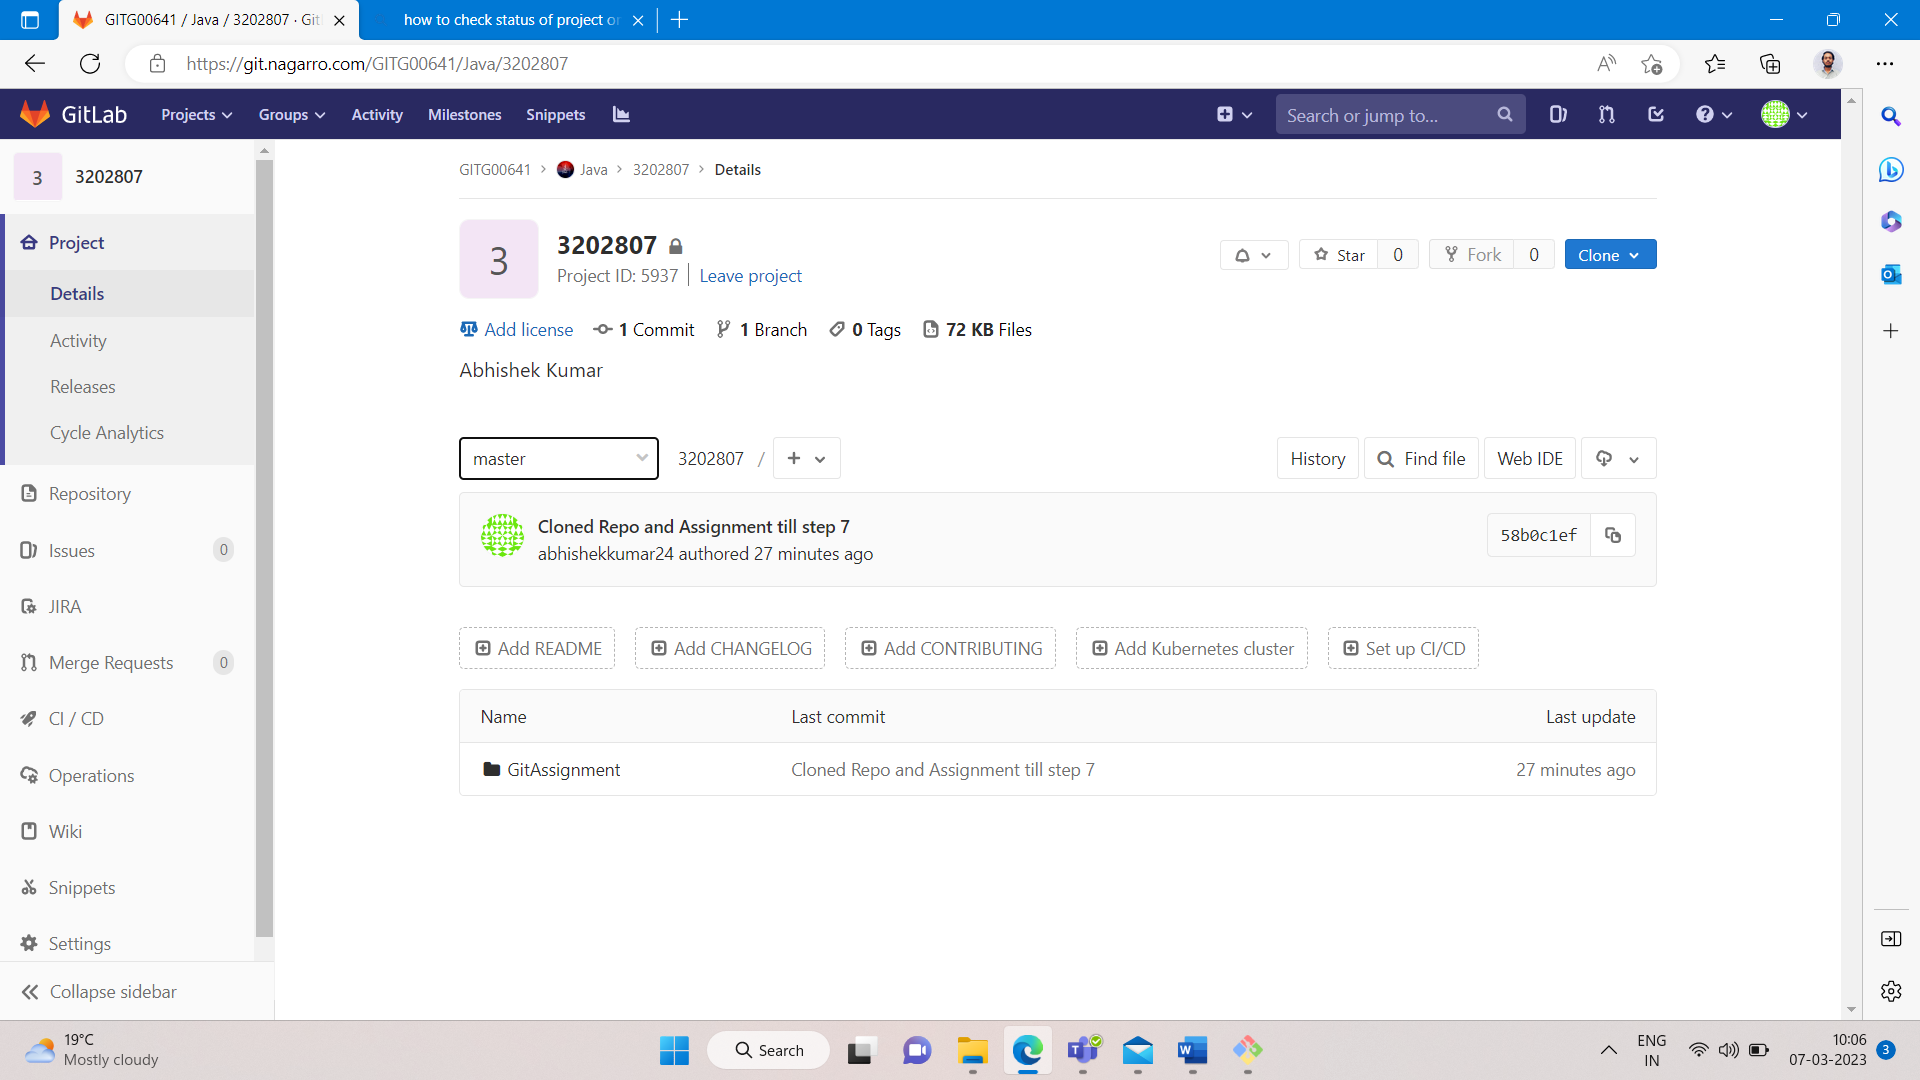 GITG00641 / Java / 3202807 · Git
how to check status of project o
https://git.nagarro.com/GITG00641/Java/3202807
GitLab
Projects
Groups
Activity
Milestones
Snippets
Search or jump to...
3
3202807
Project
Details
Activity
Releases
Cycle Analytics
Repository
Issues
0
JIRA
Merge Requests
0
CI / CD
Operations
Wiki
Snippets
Settings
Collapse sidebar
GITG00641 > Java > 3202807 > Details
3
3202807
Project ID: 5937 | Leave project
Star 0
Fork 0
Clone
Add license 1 Commit 1 Branch 0 Tags 72 KB Files
Abhishek Kumar
master
3202807 / +
History
Find file
Web IDE
Cloned Repo and Assignment till step 7
abhishekkumar24 authored 27 minutes ago
58b0c1ef
Add README
Add CHANGELOG
Add CONTRIBUTING
Add Kubernetes cluster
Set up CI/CD
Name Last commit Last update
GitAssignment Cloned Repo and Assignment till step 7 27 minutes ago
19°C
Mostly cloudy
Search
ENG
IN
10:06
07-03-2023
3